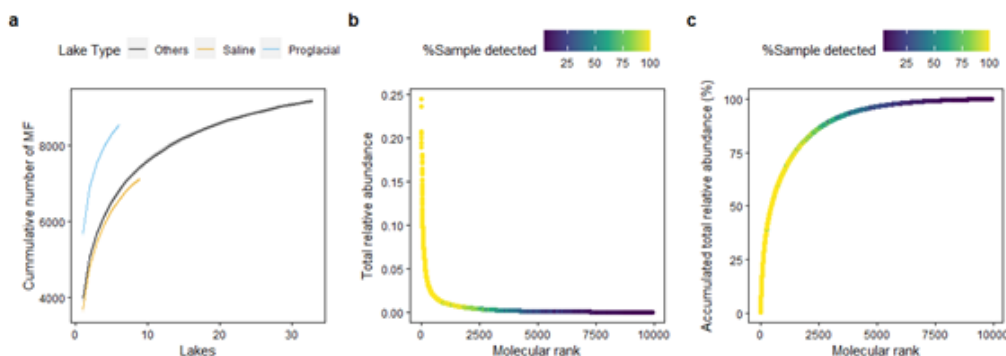 a
Lake Type Others Saline Proglacial
Cummulative number of MF
8000
6000
4000
0 10 20 30
Lakes
b
%Sample detected
25 50 75 100
Total relative abundance
0.25
0.20
0.15
0.10
0.05
0.00
0 2500 5000 7500 10000
Molecular rank
c
%Sample detected
25 50 75 100
Accumulated total relative abundance (%)
100
75
50
25
0
0 2500 5000 7500 10000
Molecular rank